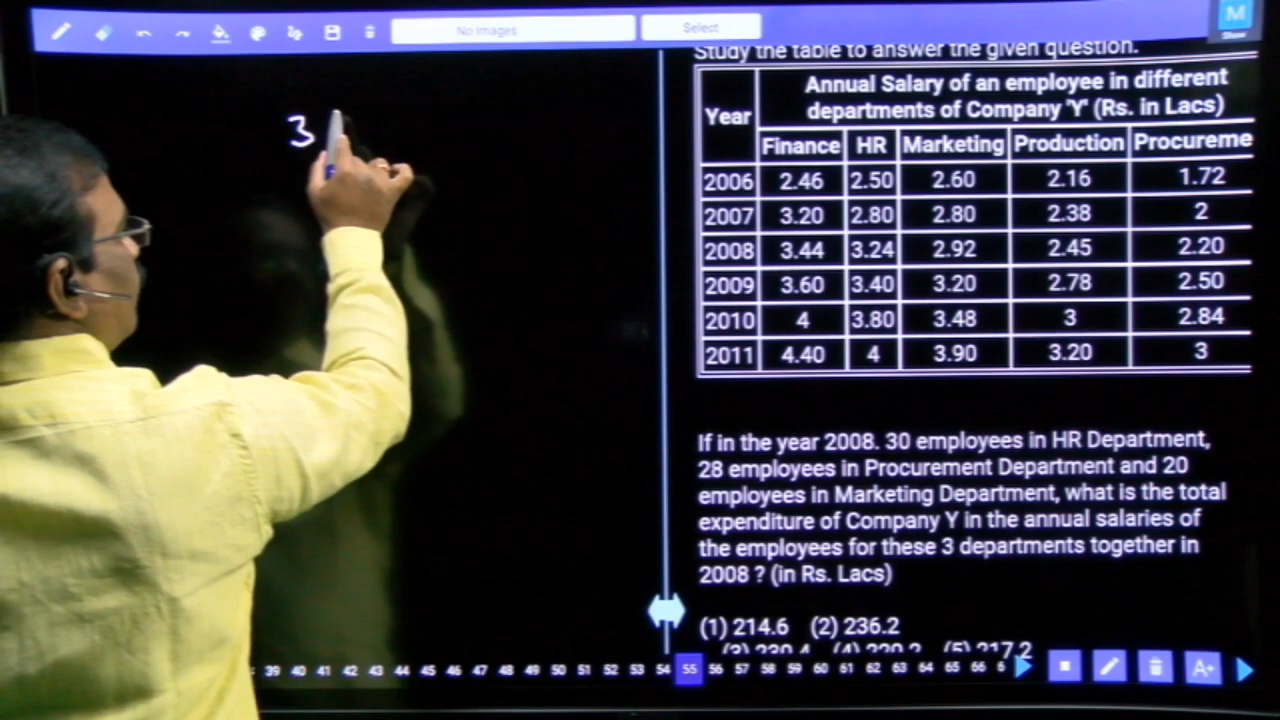 No Images Select
M
Show
3
Study the table to answer the given question.
Year Annual Salary of an employee in different departments of Company 'Y' (Rs. in Lacs)
Finance HR Marketing Production Procureme
2006 2.46 2.50 2.60 2.16 1.72
2007 3.20 2.80 2.80 2.38 2
2008 3.44 3.24 2.92 2.45 2.20
2009 3.60 3.40 3.20 2.78 2.50
2010 4 3.80 3.48 3 2.84
2011 4.40 4 3.90 3.20 3
If in the year 2008. 30 employees in HR Department,
28 employees in Procurement Department and 20
employees in Marketing Department, what is the total
expenditure of Company Y in the annual salaries of
the employees for these 3 departments together in
2008 ? (in Rs. Lacs)
(1) 214.6 (2) 236.2
(5) 217.2
39 40 41 42 43 44 45 46 47 48 49 50 51 52 53 54 55 56 57 58 59 60 61 62 63 64 65 66 6
A+